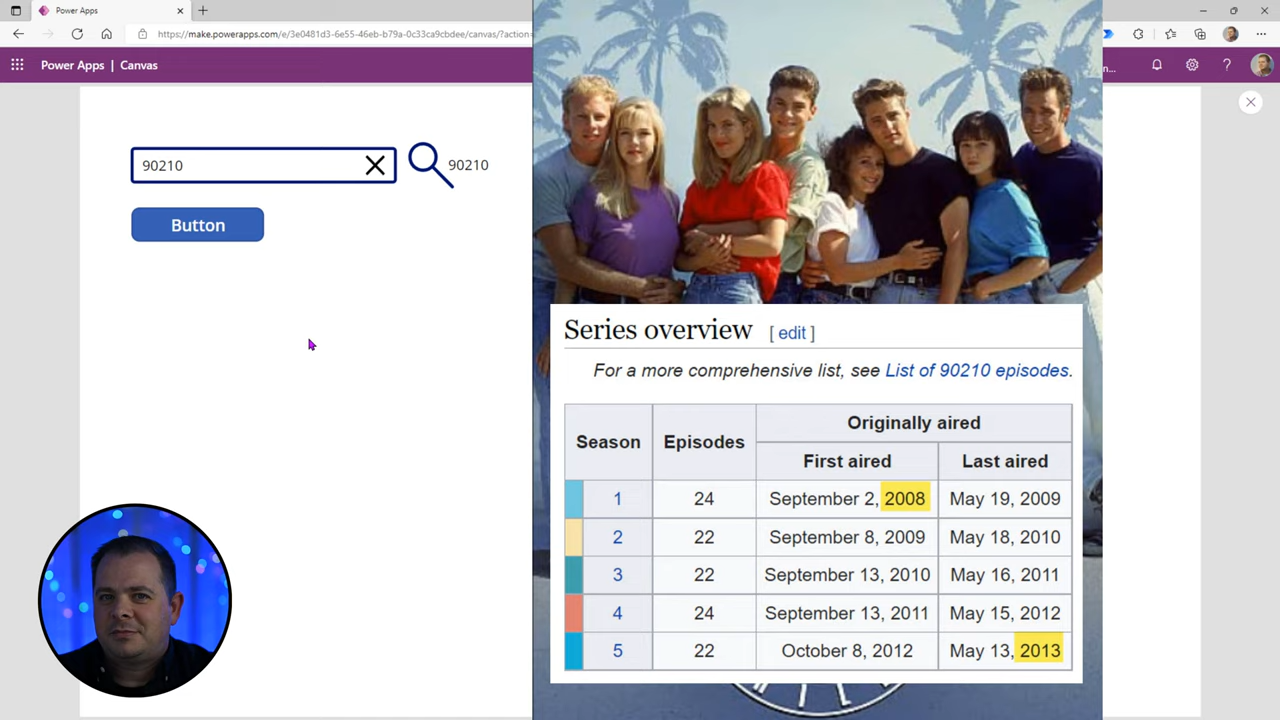 Power Apps
https://make.powerapps.com/e/3e0481d3-6e55-46eb-b79a-0c33ca9cbdee/canvas/?action=
Power Apps | Canvas
n...
90210
90210
Button
Series overview [ edit ]
For a more comprehensive list, see List of 90210 episodes.
Season Episodes Originally aired
First aired Last aired
1 24 September 2, 2008 May 19, 2009
2 22 September 8, 2009 May 18, 2010
3 22 September 13, 2010 May 16, 2011
4 24 September 13, 2011 May 15, 2012
5 22 October 8, 2012 May 13, 2013